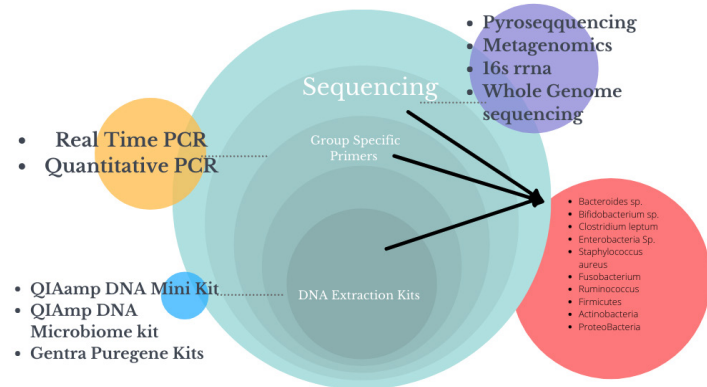 • Pyroseqquencing
• Metagenomics
• 16s rrna
• Whole Genome
sequencing
Sequencing
• Real Time PCR
• Quantitative PCR
Group Specific
Primers
• Bacteroides sp.
• Bifidobacterium sp.
• Clostridium leptum
• Enterobacteria Sp.
• Staphylococcus
aureus
• Fusobacterium
• Ruminococcus
• Firmicutes
• Actinobacteria
• ProteoBacteria
• QIAamp DNA Mini Kit
• QIAmp DNA
Microbiome kit
• Gentra Puregene Kits
DNA Extraction Kits